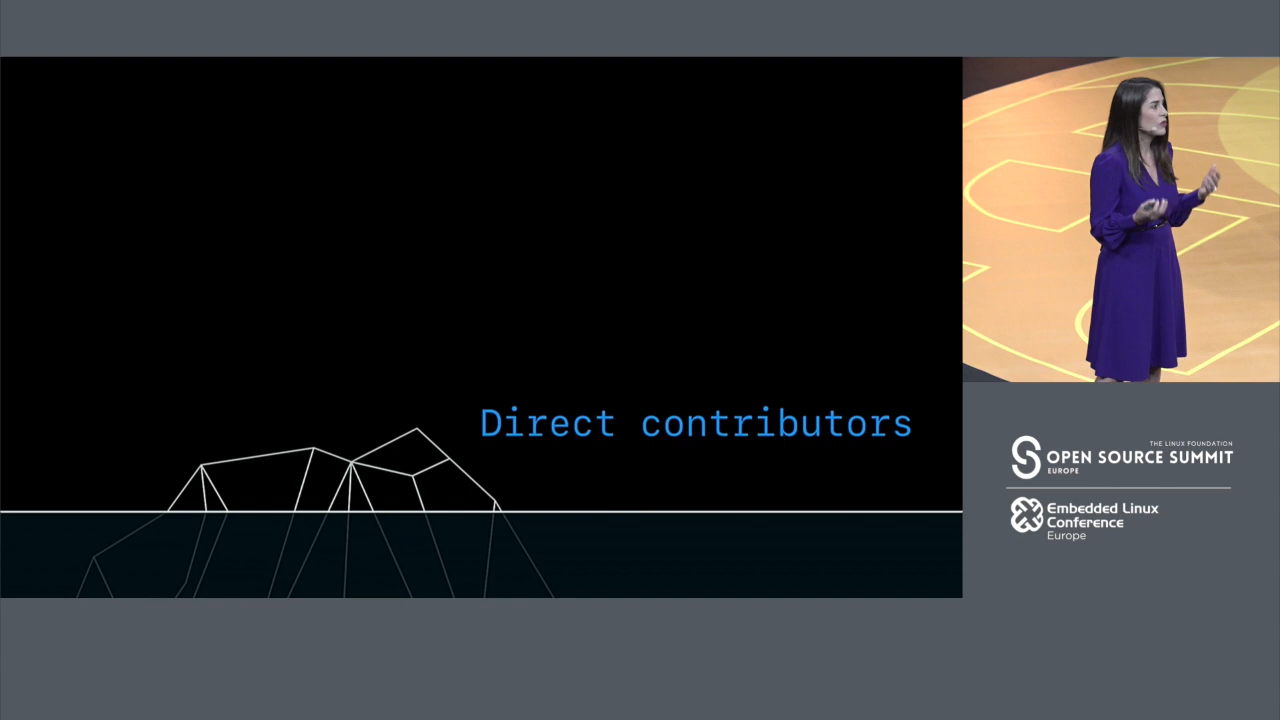 Direct contributors
THE LINUX FOUNDATION
OPEN SOURCE SUMMIT
EUROPE
Embedded Linux
Conference
Europe